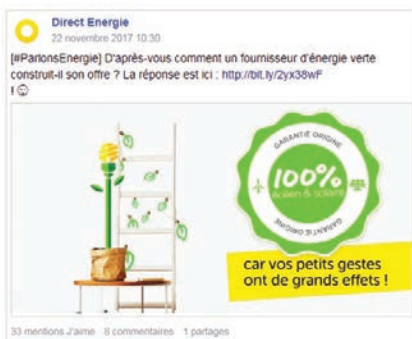 Direct Energie
22 novembre 2017 10:30
[#ParlonsEnergie] D'après-vous comment un fournisseur d'énergie verte
construit-il son offre ? La réponse est ici : http://bit.ly/2yx38wF
! 🙂
GARANTIE ORIGINE
100%
éolien & solaire
GARANTIE ORIGINE
car vos petits gestes
ont de grands effets !
33 mentions J'aime 8 commentaires 1 partages